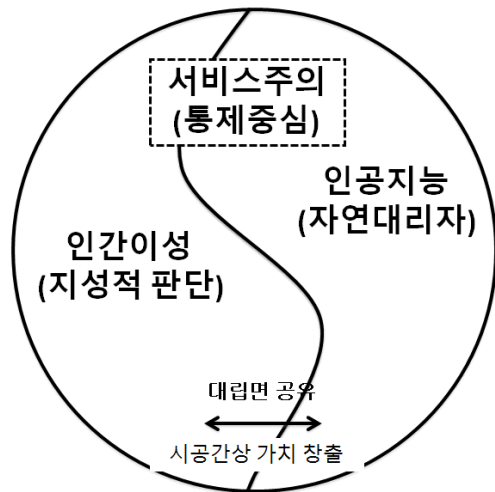 서비스주의
(통제중심)
인공지능
(자연대리자)
인간이성
(지성적 판단)
대립면 공유
시공간상 가치 창출